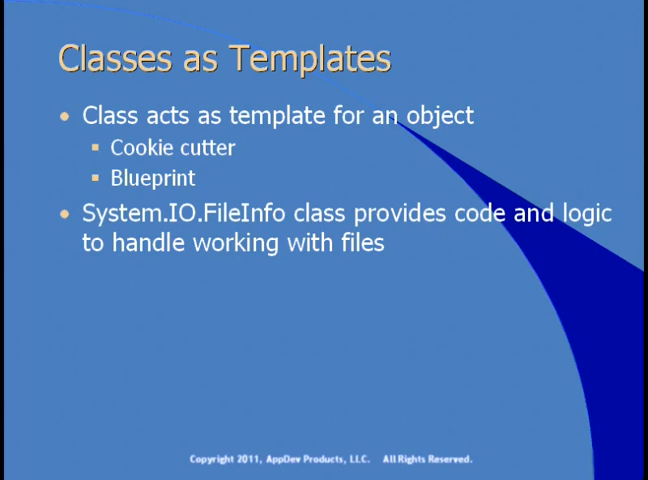 Classes as Templates
• Class acts as template for an object
▪ Cookie cutter
▪ Blueprint
• System.IO.FileInfo class provides code and logic
to handle working with files
Copyright 2011, AppDev Products, LLC. All Rights Reserved.